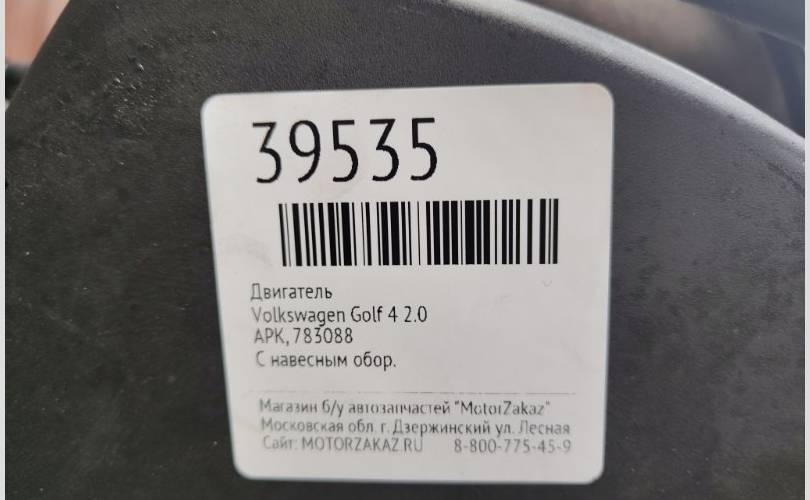 39535
Двигатель
Volkswagen Golf 4 2.0
APK, 783088
С навесным обор.
Магазин б/у автозапчастей "MotorZakaz"
Московская обл. г. Дзержинский ул. Лесная
Сайт: MOTORZAKAZ.RU 8-800-775-45-9